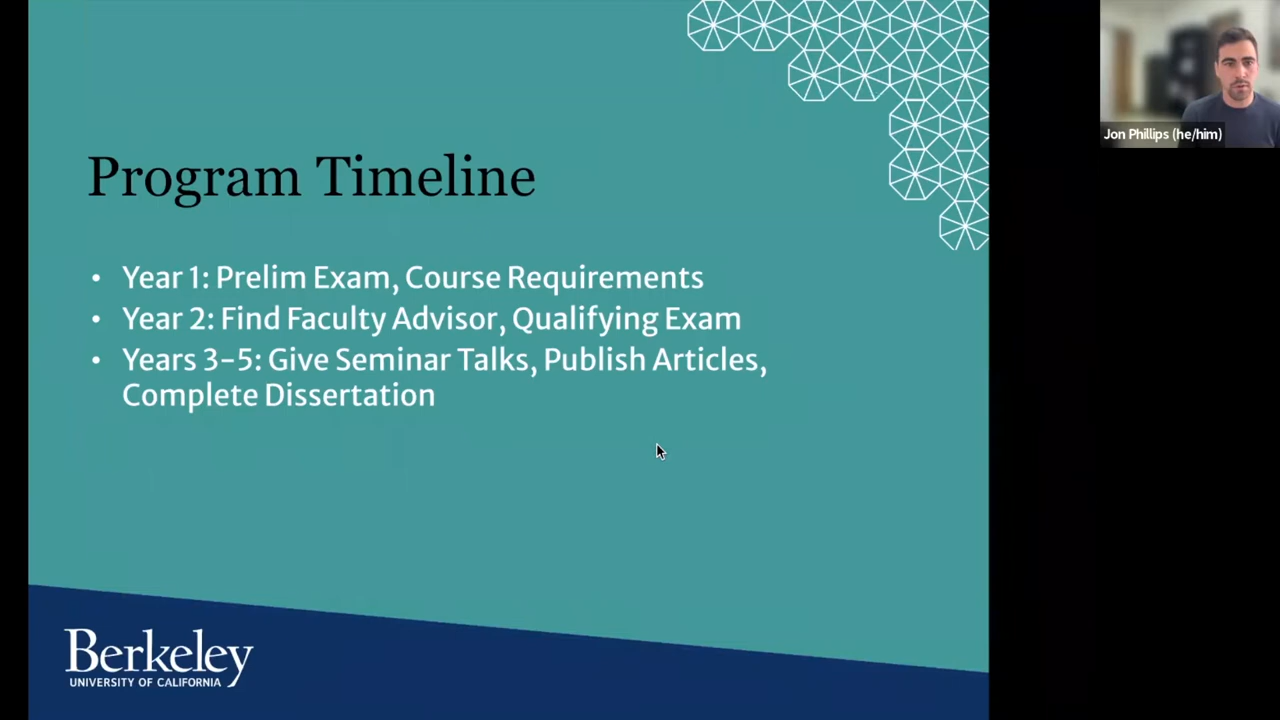 Program Timeline
• Year 1: Prelim Exam, Course Requirements
• Year 2: Find Faculty Advisor, Qualifying Exam
• Years 3-5: Give Seminar Talks, Publish Articles,
Complete Dissertation
Berkeley
UNIVERSITY OF CALIFORNIA
Jon Phillips (he/him)